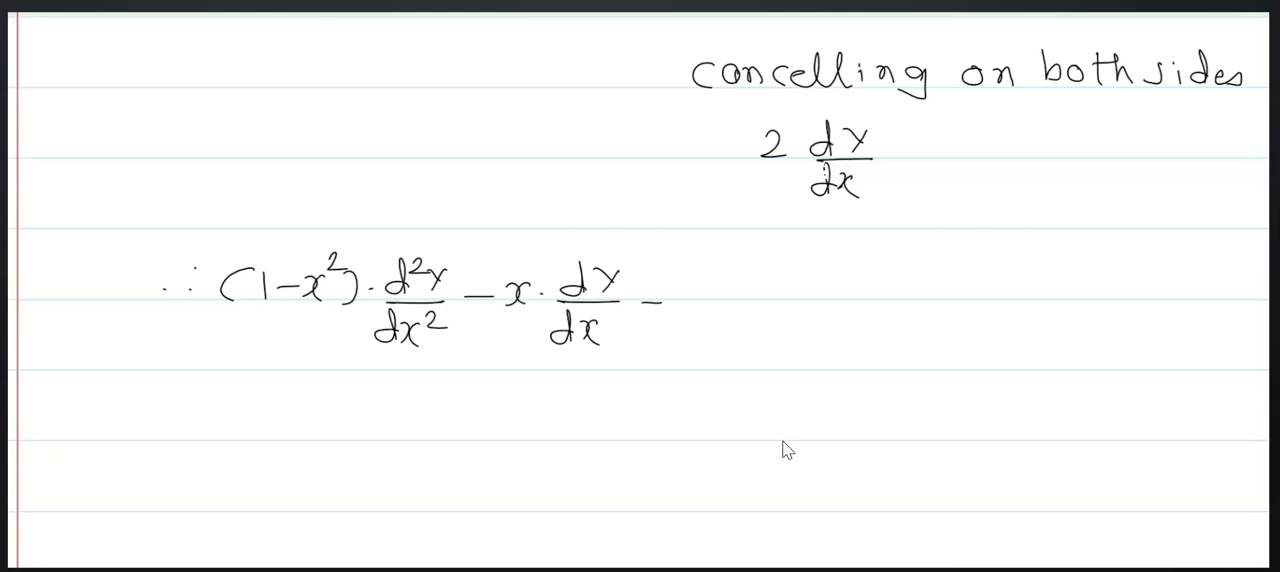 cancelling on both sides
2 dy/dx
∴ (1-x²). d²y/dx² - x. dy/dx -